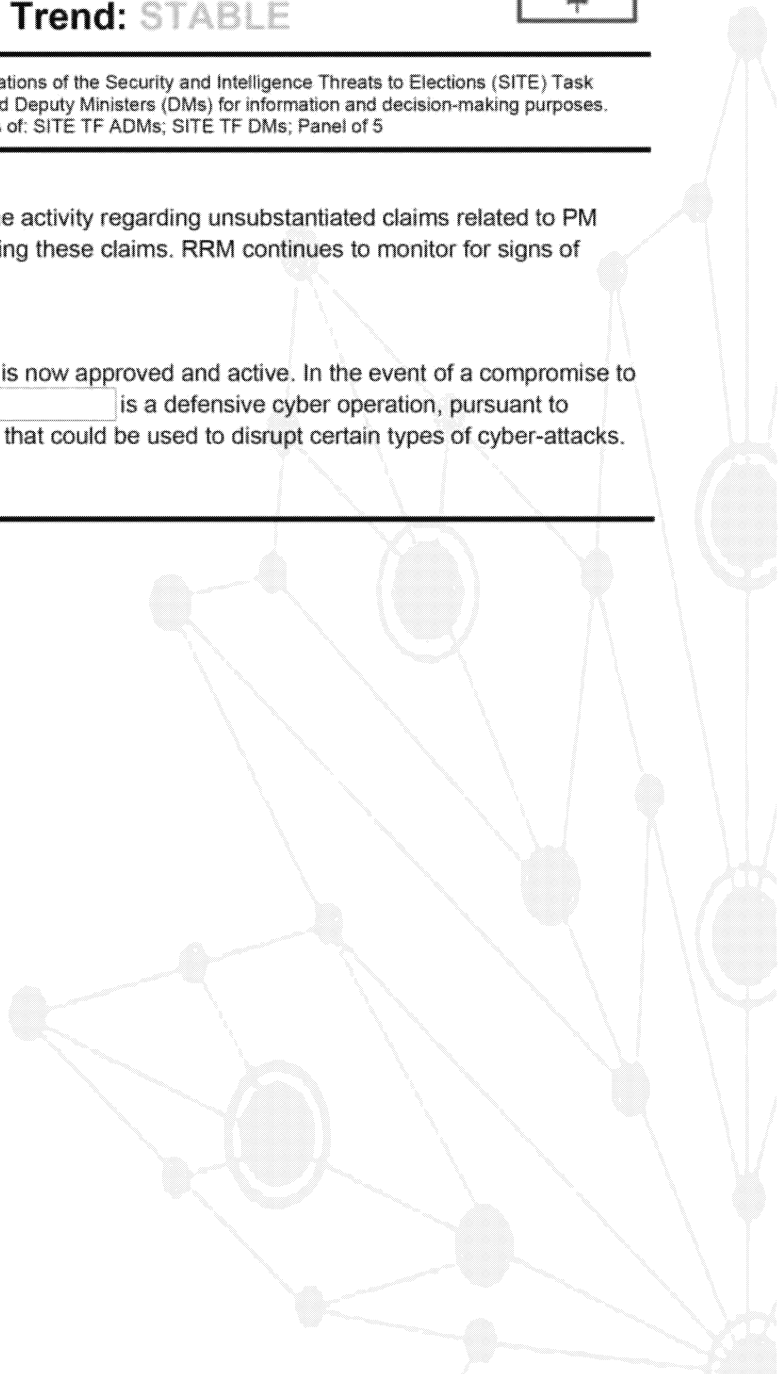 Trend: STABLE
ations of the Security and Intelligence Threats to Elections (SITE) Task
d Deputy Ministers (DMs) for information and decision-making purposes.
s of: SITE TF ADMs; SITE TF DMs; Panel of 5
e activity regarding unsubstantiated claims related to PM
ing these claims. RRM continues to monitor for signs of
is now approved and active. In the event of a compromise to
is a defensive cyber operation, pursuant to
that could be used to disrupt certain types of cyber-attacks.